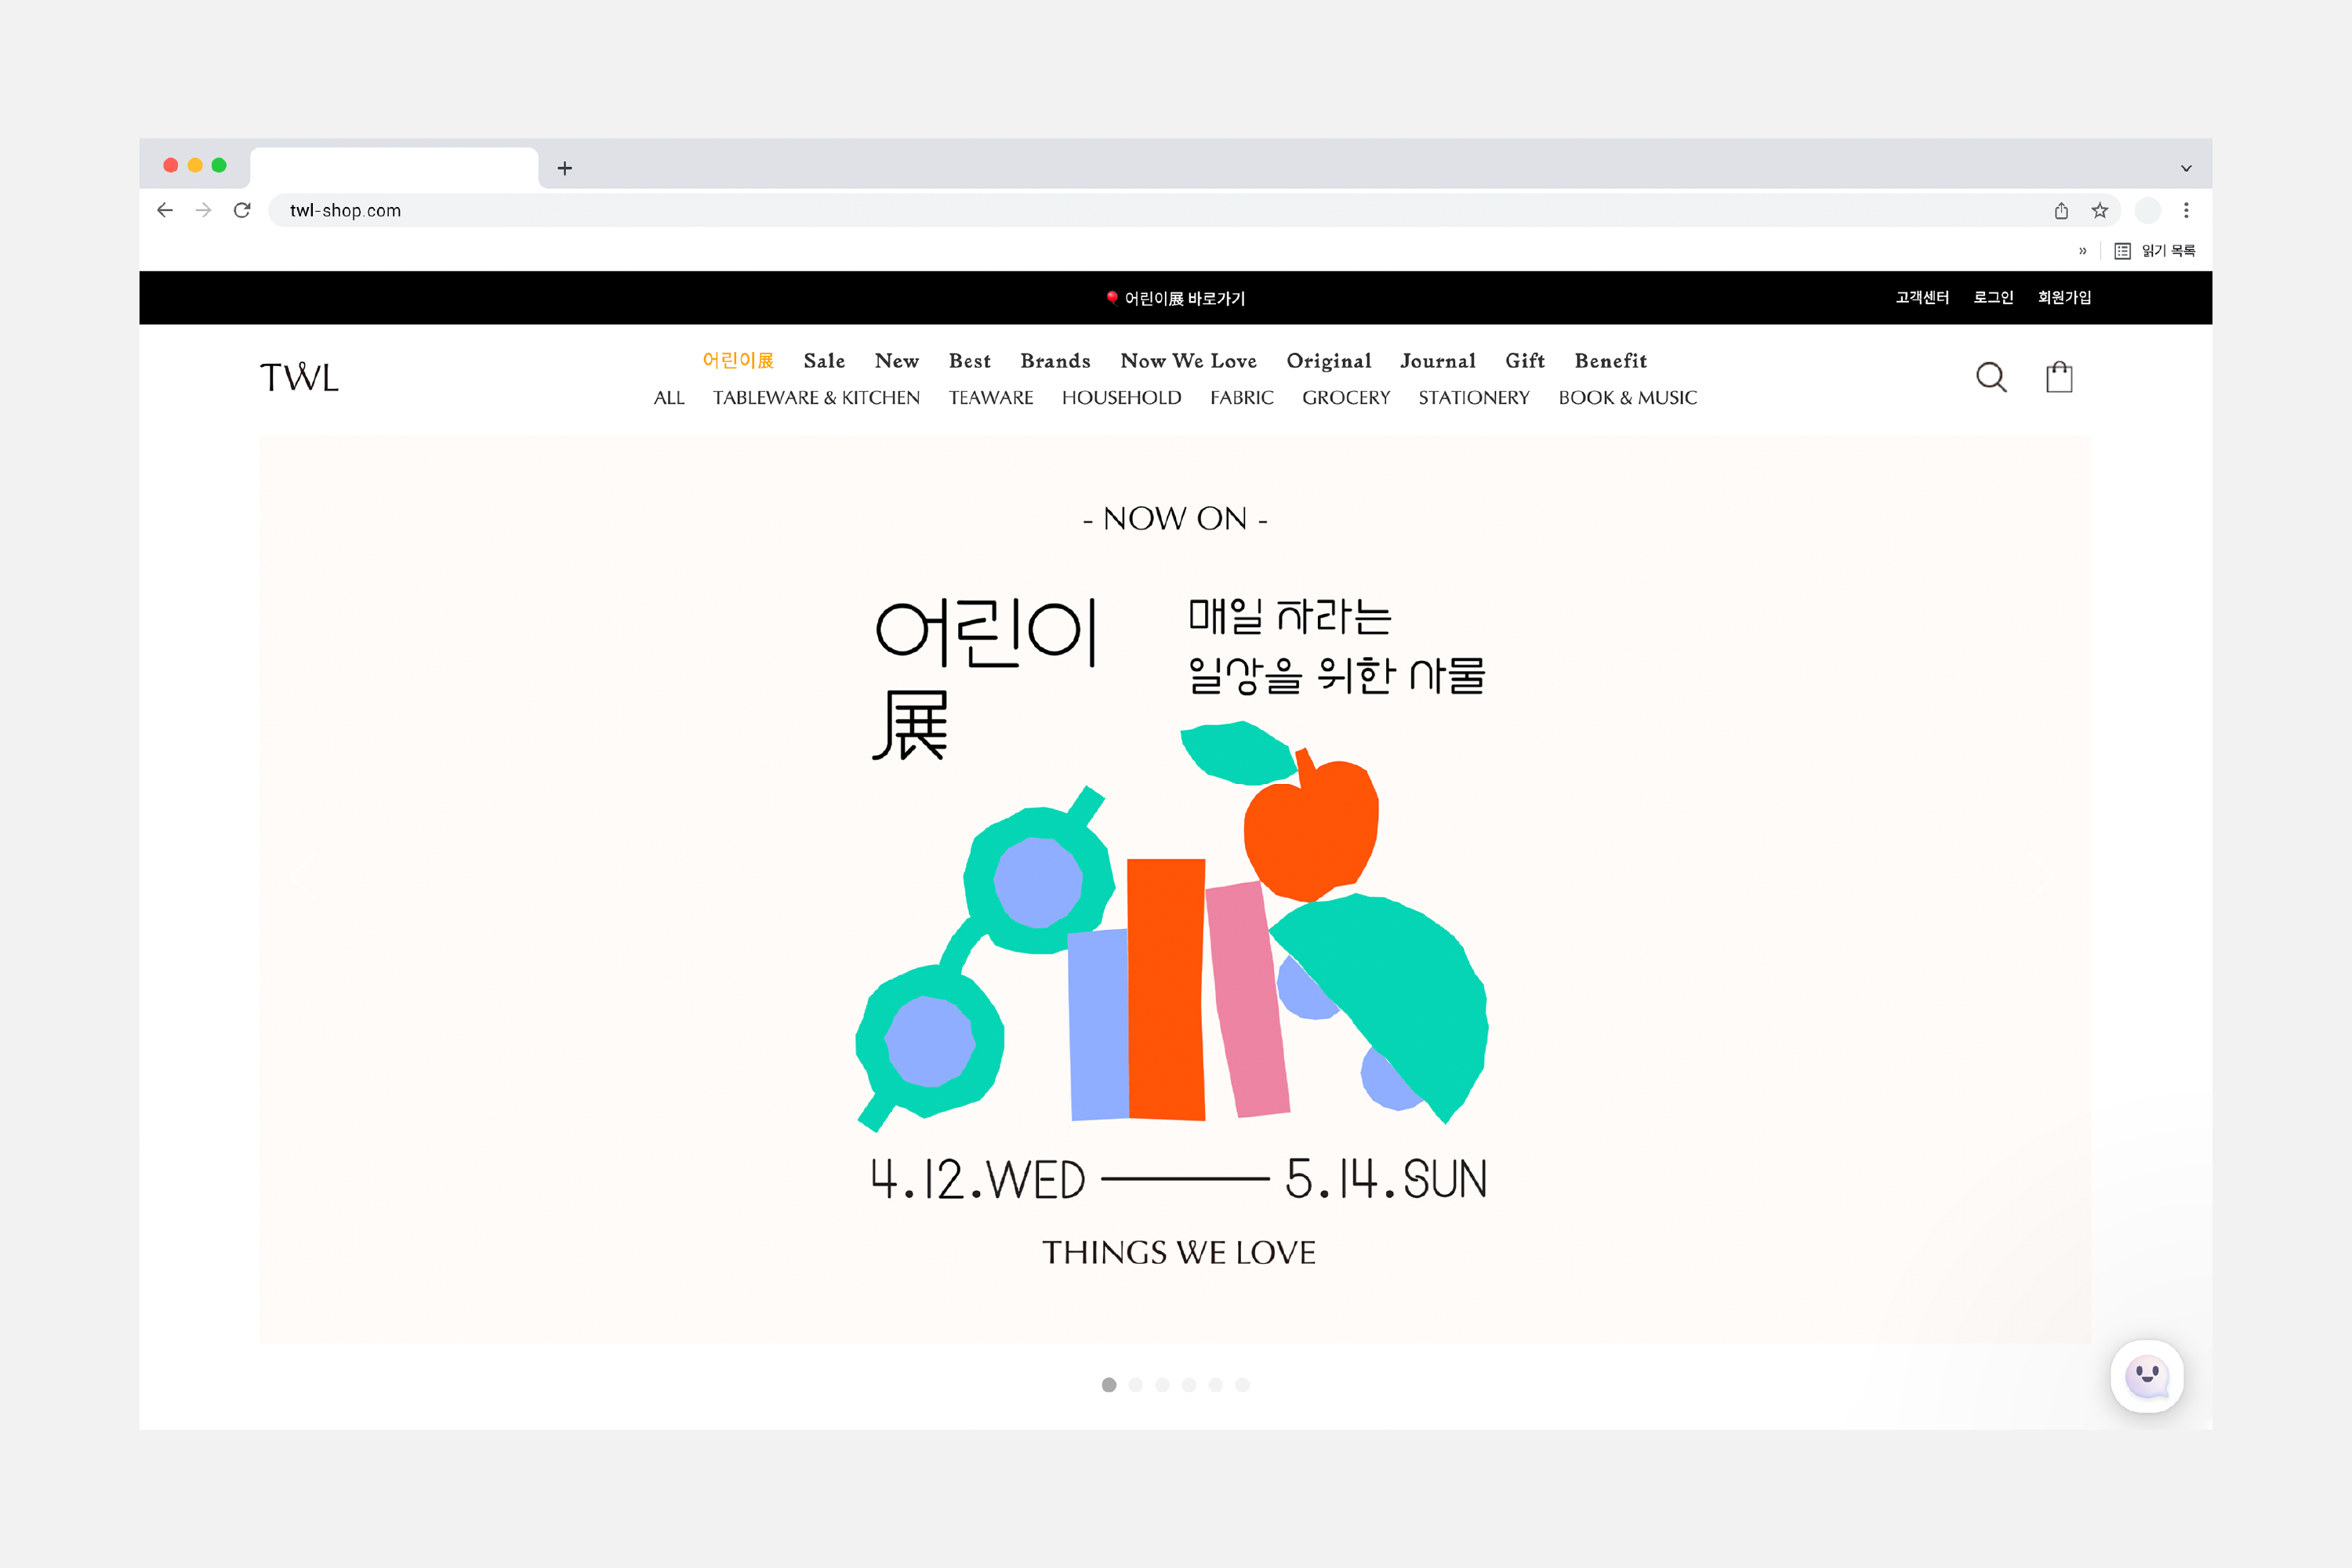 twl-shop.com
» 읽기 목록
어린이展 바로가기
고객센터 로그인 회원가입
TWL
어린이展 Sale New Best Brands Now We Love Original Journal Gift Benefit
ALL TABLEWARE & KITCHEN TEAWARE HOUSEHOLD FABRIC GROCERY STATIONERY BOOK & MUSIC
- NOW ON -
어린이
展
매일 자라는
일상을 위한 사물
4.12.WED — 5.14.SUN
THINGS WE LOVE